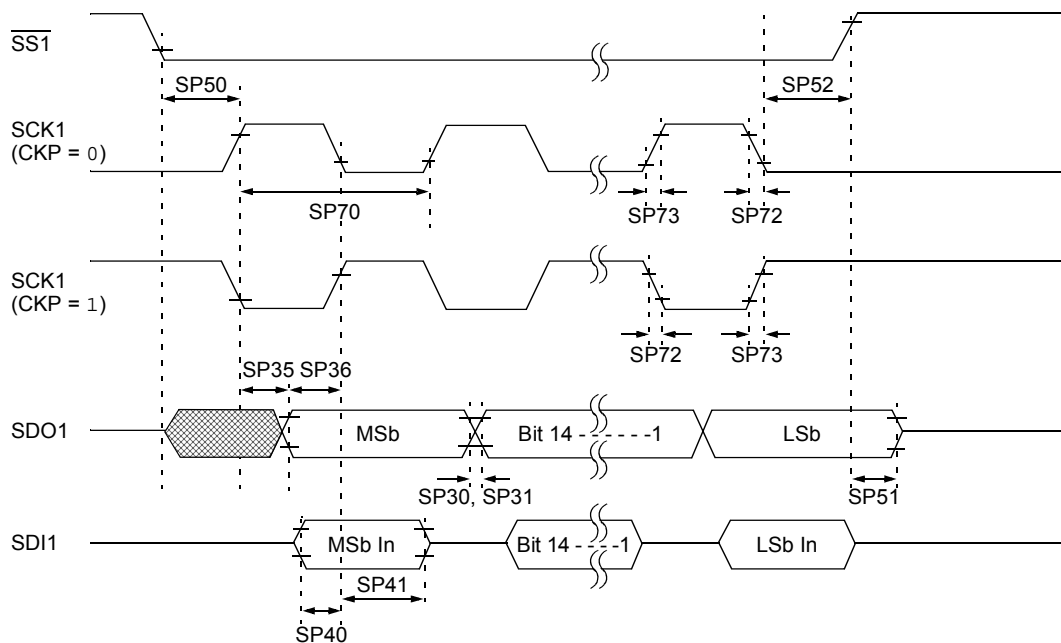 SS1
SP50
SP52
SCK1
(CKP = 0)
SP70
SP73
SP72
SCK1
(CKP = 1)
SP72
SP73
SP35
SP36
SDO1
MSb
Bit 14 - - - - - -1
LSb
SP30, SP31
SP51
SDI1
MSb In
Bit 14 - - - -1
LSb In
SP41
SP40